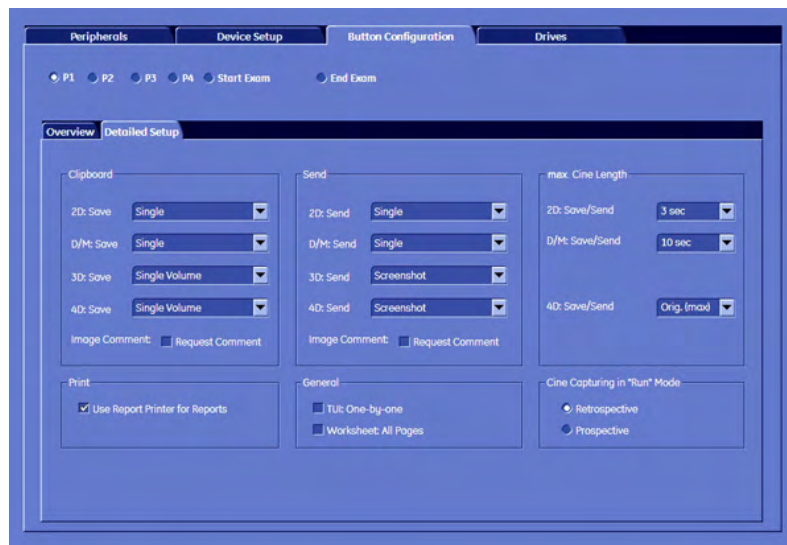 Peripherals Device Setup Button Configuration Drives
P1 P2 P3 P4 Start Exam End Exam
Overview Detailed Setup
Clipboard
2D: Save Single
D/M: Save Single
3D: Save Single Volume
4D: Save Single Volume
Image Comment: Request Comment
Send
2D: Send Single
D/M: Send Single
3D: Send Screenshot
4D: Send Screenshot
Image Comment: Request Comment
max. Cine Length
2D: Save/Send 3 sec
D/M: Save/Send 10 sec
4D: Save/Send Orig. (max)
Print
Use Report Printer for Reports
General
TUI: One-by-one
Worksheet: All Pages
Cine Capturing in "Run" Mode
Retrospective
Prospective